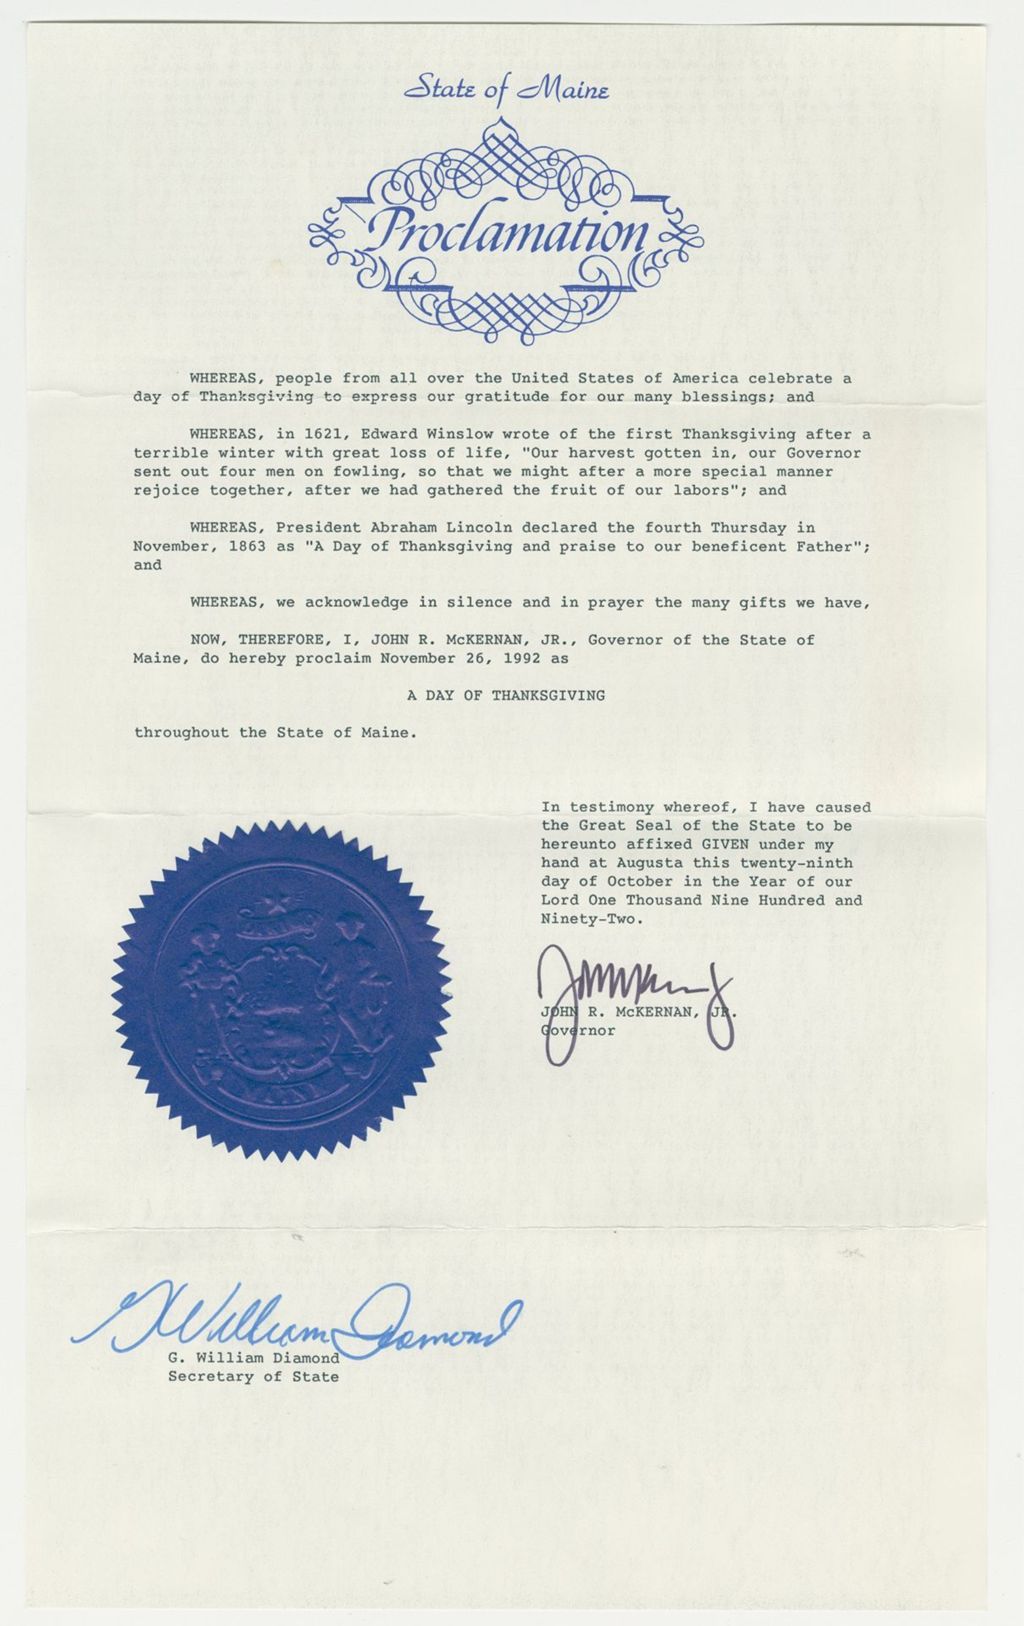 State of Maine
Proclamation
WHEREAS, people from all over the United States of America celebrate a
day of Thanksgiving to express our gratitude for our many blessings; and
WHEREAS, in 1621, Edward Winslow wrote of the first Thanksgiving after a
terrible winter with great loss of life, "Our harvest gotten in, our Governor
sent out four men on fowling, so that we might after a more special manner
rejoice together, after we had gathered the fruit of our labors"; and
WHEREAS, President Abraham Lincoln declared the fourth Thursday in
November, 1863 as "A Day of Thanksgiving and praise to our beneficent Father";
and
WHEREAS, we acknowledge in silence and in prayer the many gifts we have,
NOW, THEREFORE, I, JOHN R. McKERNAN, JR., Governor of the State of
Maine, do hereby proclaim November 26, 1992 as
A DAY OF THANKSGIVING
throughout the State of Maine.
In testimony whereof, I have caused
the Great Seal of the State to be
hereunto affixed GIVEN under my
hand at Augusta this twenty-ninth
day of October in the Year of our
Lord One Thousand Nine Hundred and
Ninety-Two.
JOHN R. McKERNAN, JR.
Governor
G William Diamond
G. William Diamond
Secretary of State